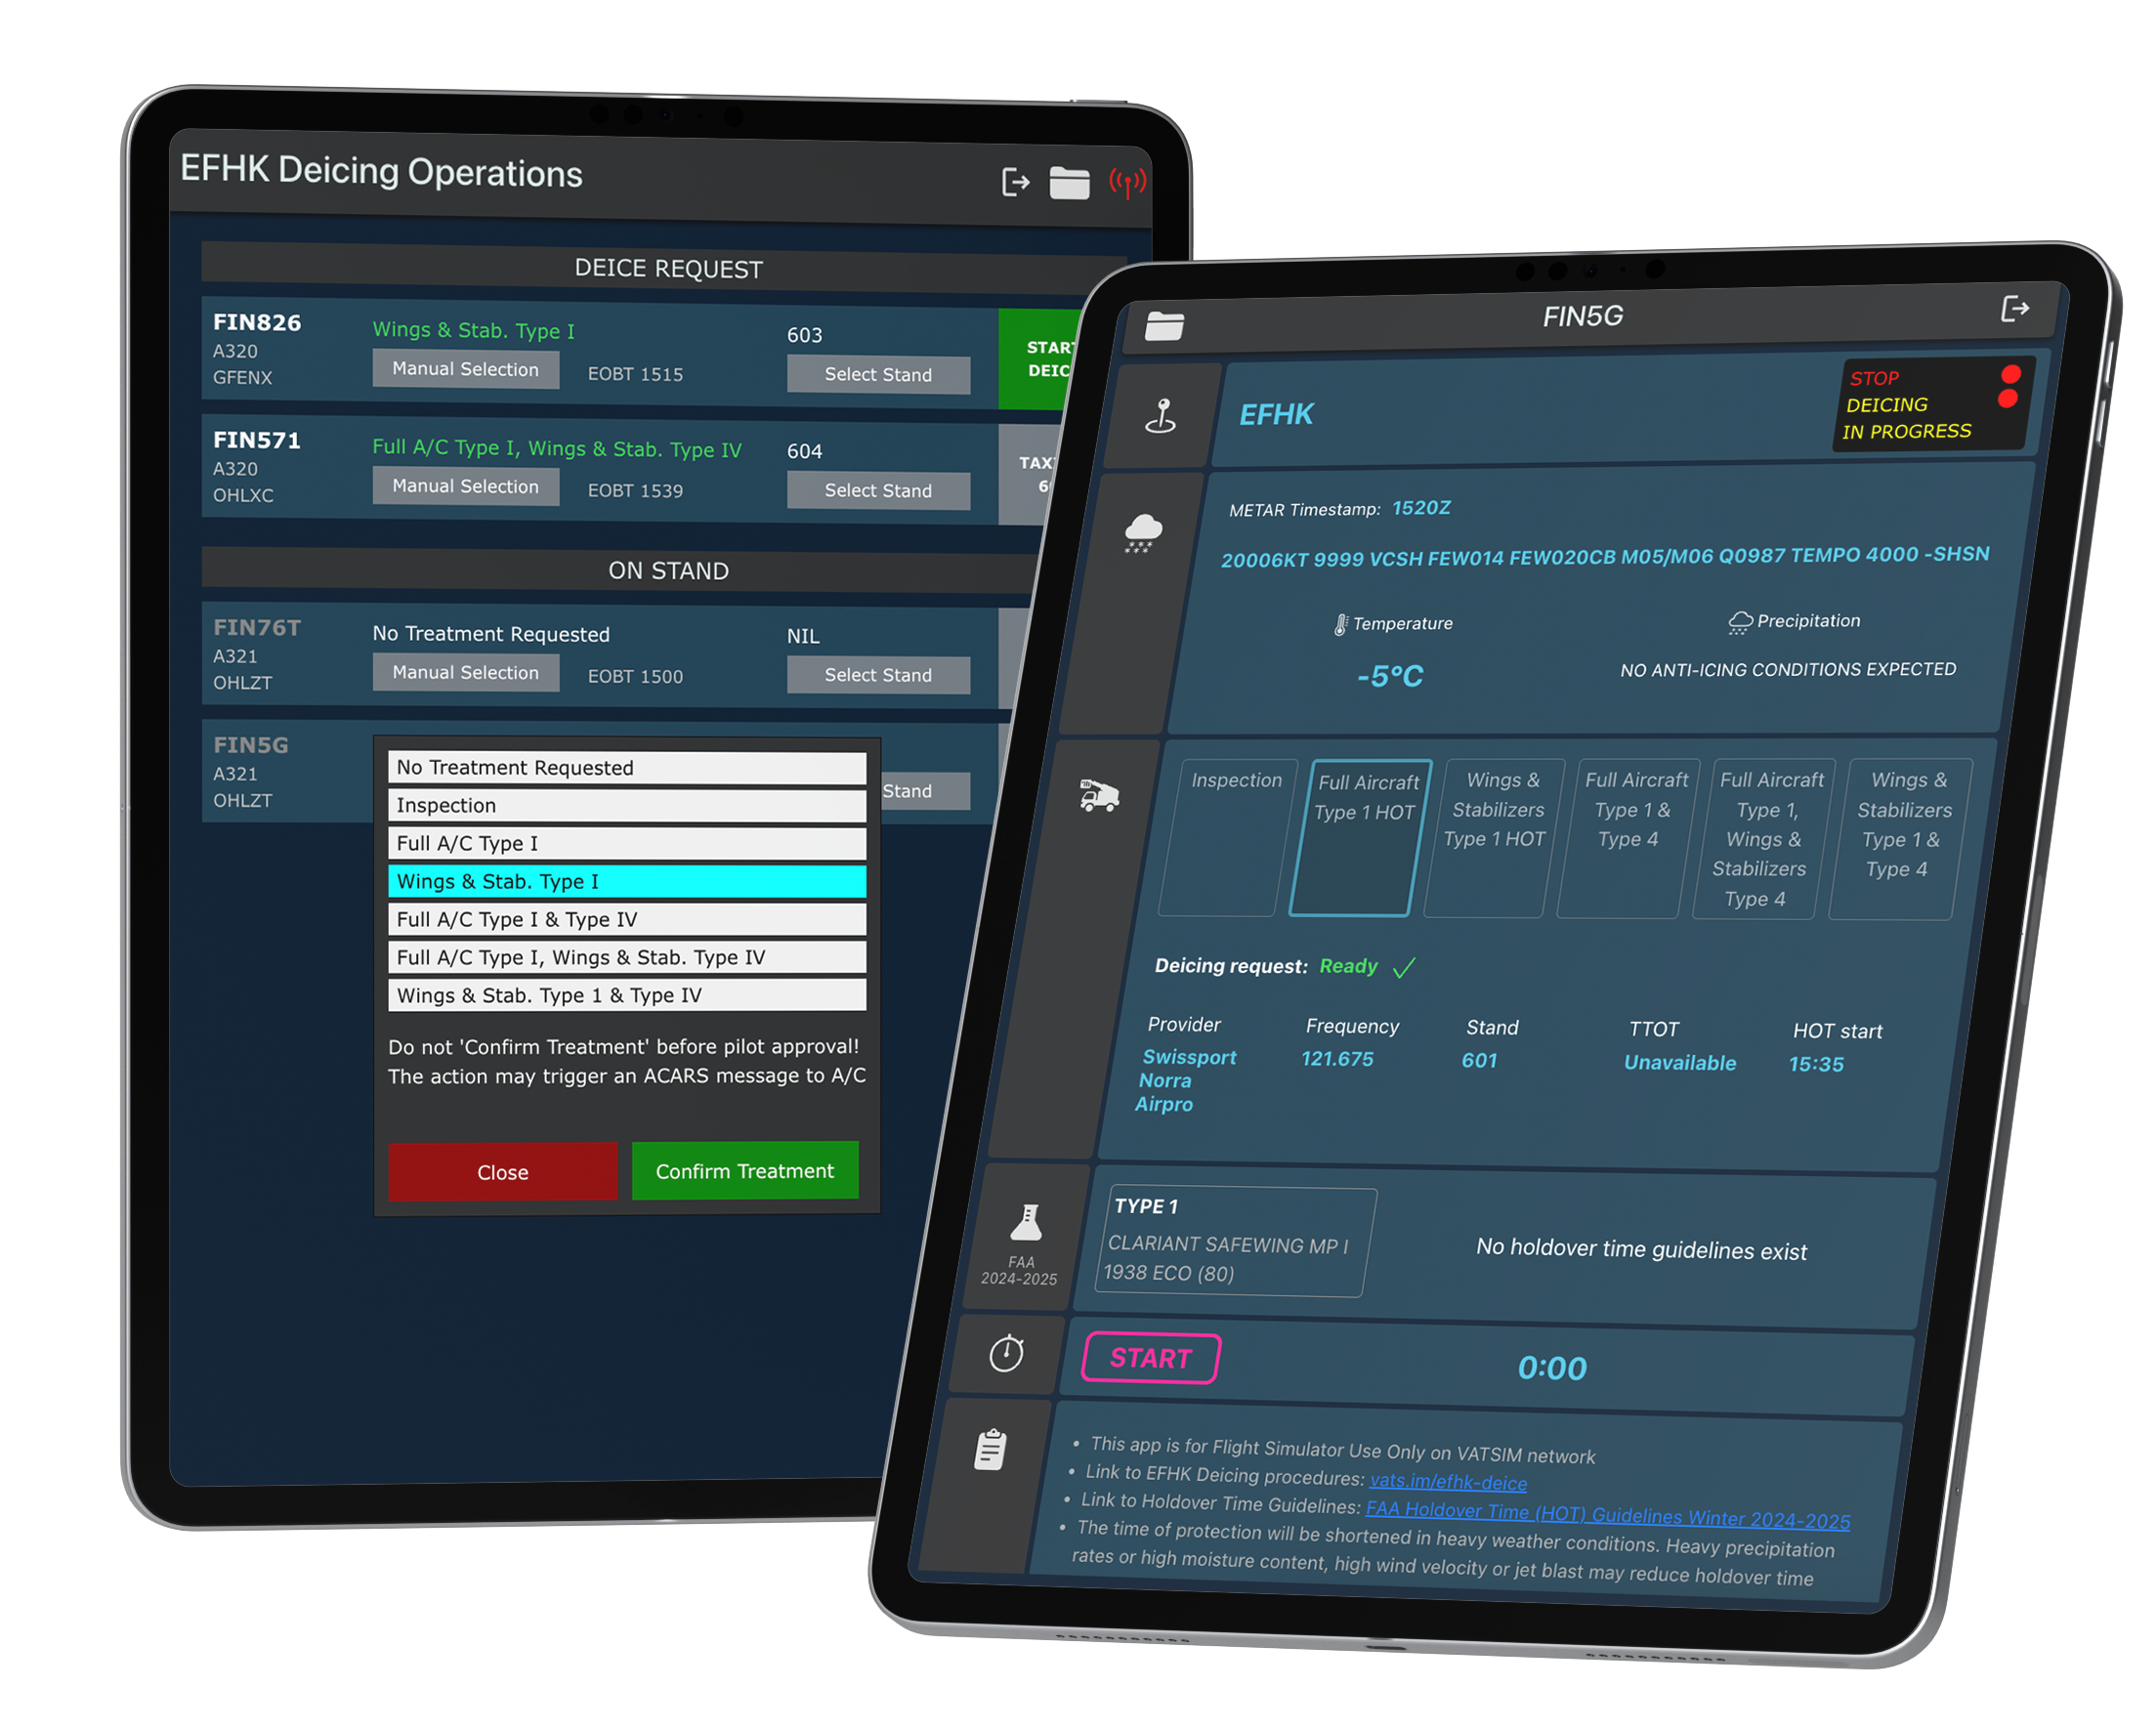 EFHK Deicing Operations
DEICE REQUEST
FIN826
A320
GFENX
Wings & Stab. Type I
Manual Selection
EOBT 1515
603
Select Stand
START
DEIC
FIN571
A320
OHLXC
Full A/C Type I, Wings & Stab. Type IV
Manual Selection
EOBT 1539
604
Select Stand
TAXI
6
ON STAND
FIN76T
A321
OHLZT
No Treatment Requested
Manual Selection
EOBT 1500
NIL
Select Stand
FIN5G
A321
OHLZT
Stand
No Treatment Requested
Inspection
Full A/C Type I
Wings & Stab. Type I
Full A/C Type I & Type IV
Full A/C Type I, Wings & Stab. Type IV
Wings & Stab. Type 1 & Type IV
Do not 'Confirm Treatment' before pilot approval!
The action may trigger an ACARS message to A/C
Close
Confirm Treatment
FIN5G
EFHK
STOP
DEICING
IN PROGRESS
METAR Timestamp: 1520Z
20006KT 9999 VCSH FEW014 FEW020CB M05/M06 Q0987 TEMPO 4000 -SHSN
Temperature
-5°C
Precipitation
NO ANTI-ICING CONDITIONS EXPECTED
Inspection
Full Aircraft
Type 1 HOT
Wings &
Stabilizers
Type 1 HOT
Full Aircraft
Type 1 &
Type 4
Full Aircraft
Type 1,
Wings &
Stabilizers
Type 4
Wings &
Stabilizers
Type 1 &
Type 4
Deicing request: Ready
Provider
Swissport
Norra
Airpro
Frequency
121.675
Stand
601
TTOT
Unavailable
HOT start
15:35
FAA
2024-2025
TYPE 1
CLARIANT SAFEWING MP I
1938 ECO (80)
No holdover time guidelines exist
START
0:00
• This app is for Flight Simulator Use Only on VATSIM network
• Link to EFHK Deicing procedures: vats.im/efhk-deice
• Link to Holdover Time Guidelines: FAA Holdover Time (HOT) Guidelines Winter 2024-2025
• The time of protection will be shortened in heavy weather conditions. Heavy precipitation
rates or high moisture content, high wind velocity or jet blast may reduce holdover time